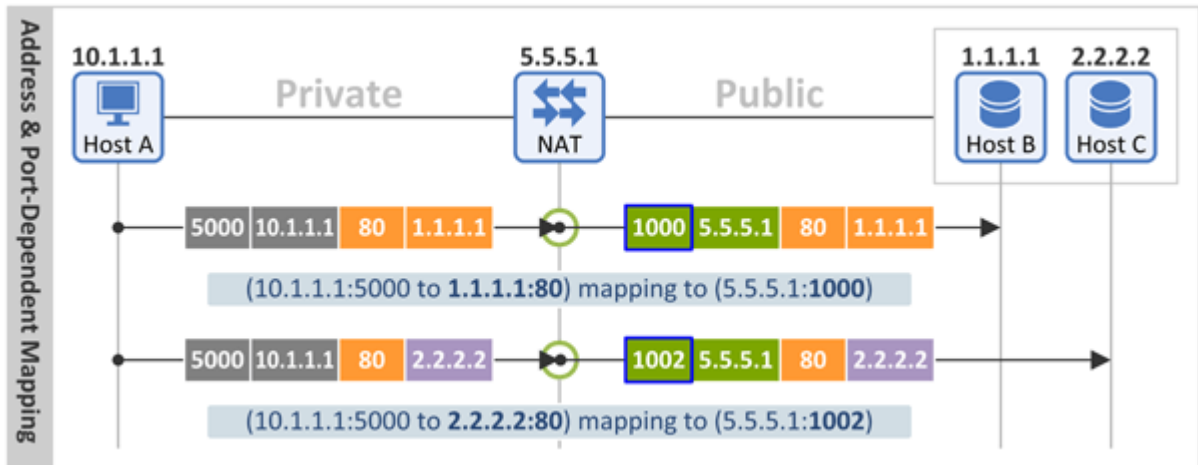 Address & Port-Dependent Mapping
10.1.1.1 5.5.5.1 1.1.1.1 2.2.2.2
Private Public
Host A NAT Host B Host C
5000 10.1.1.1 80 1.1.1.1 1000 5.5.5.1 80 1.1.1.1
(10.1.1.1:5000 to 1.1.1.1:80) mapping to (5.5.5.1:1000)
5000 10.1.1.1 80 2.2.2.2 1002 5.5.5.1 80 2.2.2.2
(10.1.1.1:5000 to 2.2.2.2:80) mapping to (5.5.5.1:1002)